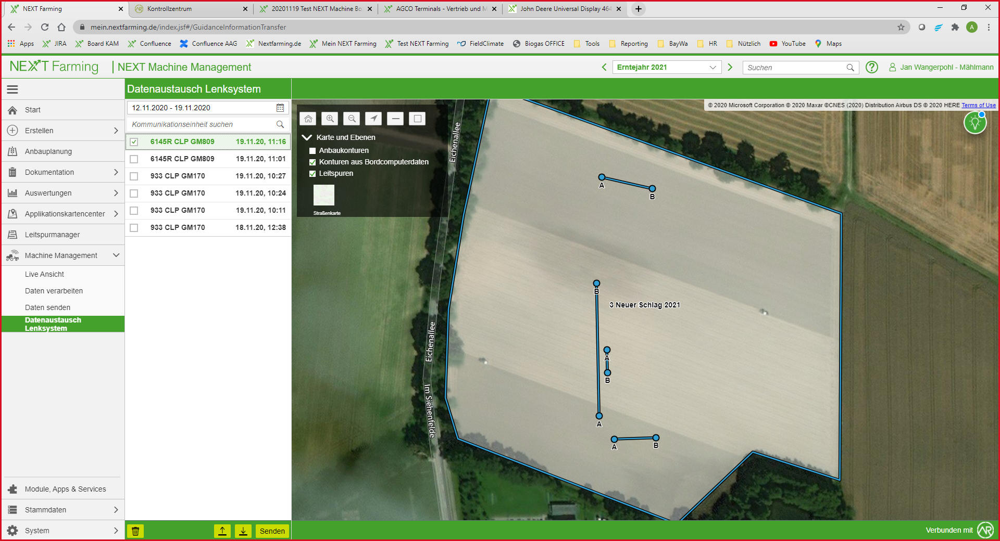 NEXT Farming
Kontrollzentrum
20201119 Test NEXT Machine Bo
AGCO Terminals - Vertrieb und M
John Deere Universal Display 464
mein.nextfarming.de/index.jsf#/GuidanceInformationTransfer
A
Apps
JIRA
Board KAM
Confluence
Confluence AAG
Nextfarming.de
Mein NEXT Farming
Test NEXT Farming
FieldClimate
Biogas OFFICE
Tools
Reporting
BayWa
HR
Nützlich
YouTube
Maps
NEXT Farming
NEXT Machine Management
Erntejahr 2021
Suchen
?
Jan Wangerpohl - Mählmann
Start
Erstellen
Anbauplanung
Dokumentation
Auswertungen
Applikationskartencenter
Leitspurmanager
Machine Management
Live Ansicht
Daten verarbeiten
Daten senden
Datenaustausch
Lenksystem
Module, Apps & Services
Stammdaten
System
Datenaustausch Lenksystem
12.11.2020 - 19.11.2020
Kommunikationseinheit suchen
6145R CLP GM809 19.11.20, 11:16
6145R CLP GM809 19.11.20, 11:01
933 CLP GM170 19.11.20, 10:27
933 CLP GM170 19.11.20, 10:24
933 CLP GM170 19.11.20, 10:11
933 CLP GM170 18.11.20, 12:38
Senden
Karte und Ebenen
Anbaukonturen
Konturen aus Bordcomputerdaten
Leitspuren
Straßenkarte
© 2020 Microsoft Corporation © 2020 Maxar ©CNES (2020) Distribution Airbus DS © 2020 HERE Terms of Use
Eichenallee
A
B
B
3 Neuer Schlag 2021
Eichenallee
A
B
Im Siehenfelde
A
A
B
Verbunden mit